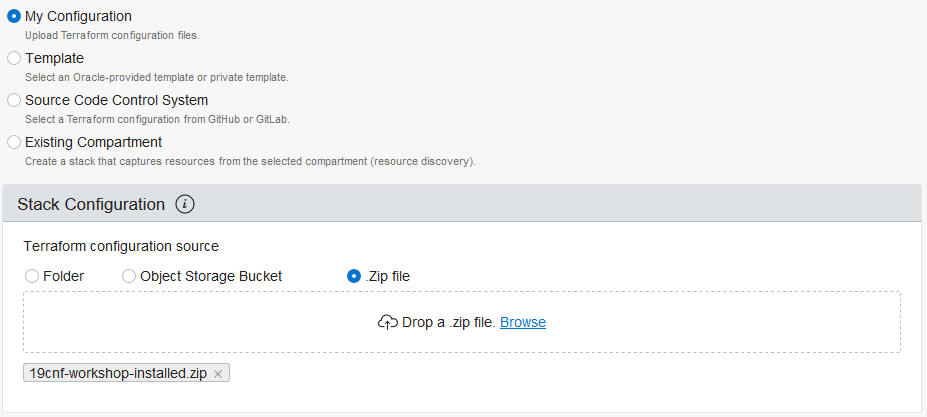 My Configuration
Upload Terraform configuration files.
Template
Select an Oracle-provided template or private template.
Source Code Control System
Select a Terraform configuration from GitHub or GitLab.
Existing Compartment
Create a stack that captures resources from the selected compartment (resource discovery).
Stack Configuration i
Terraform configuration source
Folder Object Storage Bucket .Zip file
Drop a .zip file. Browse
19cnf-workshop-installed.zip ×